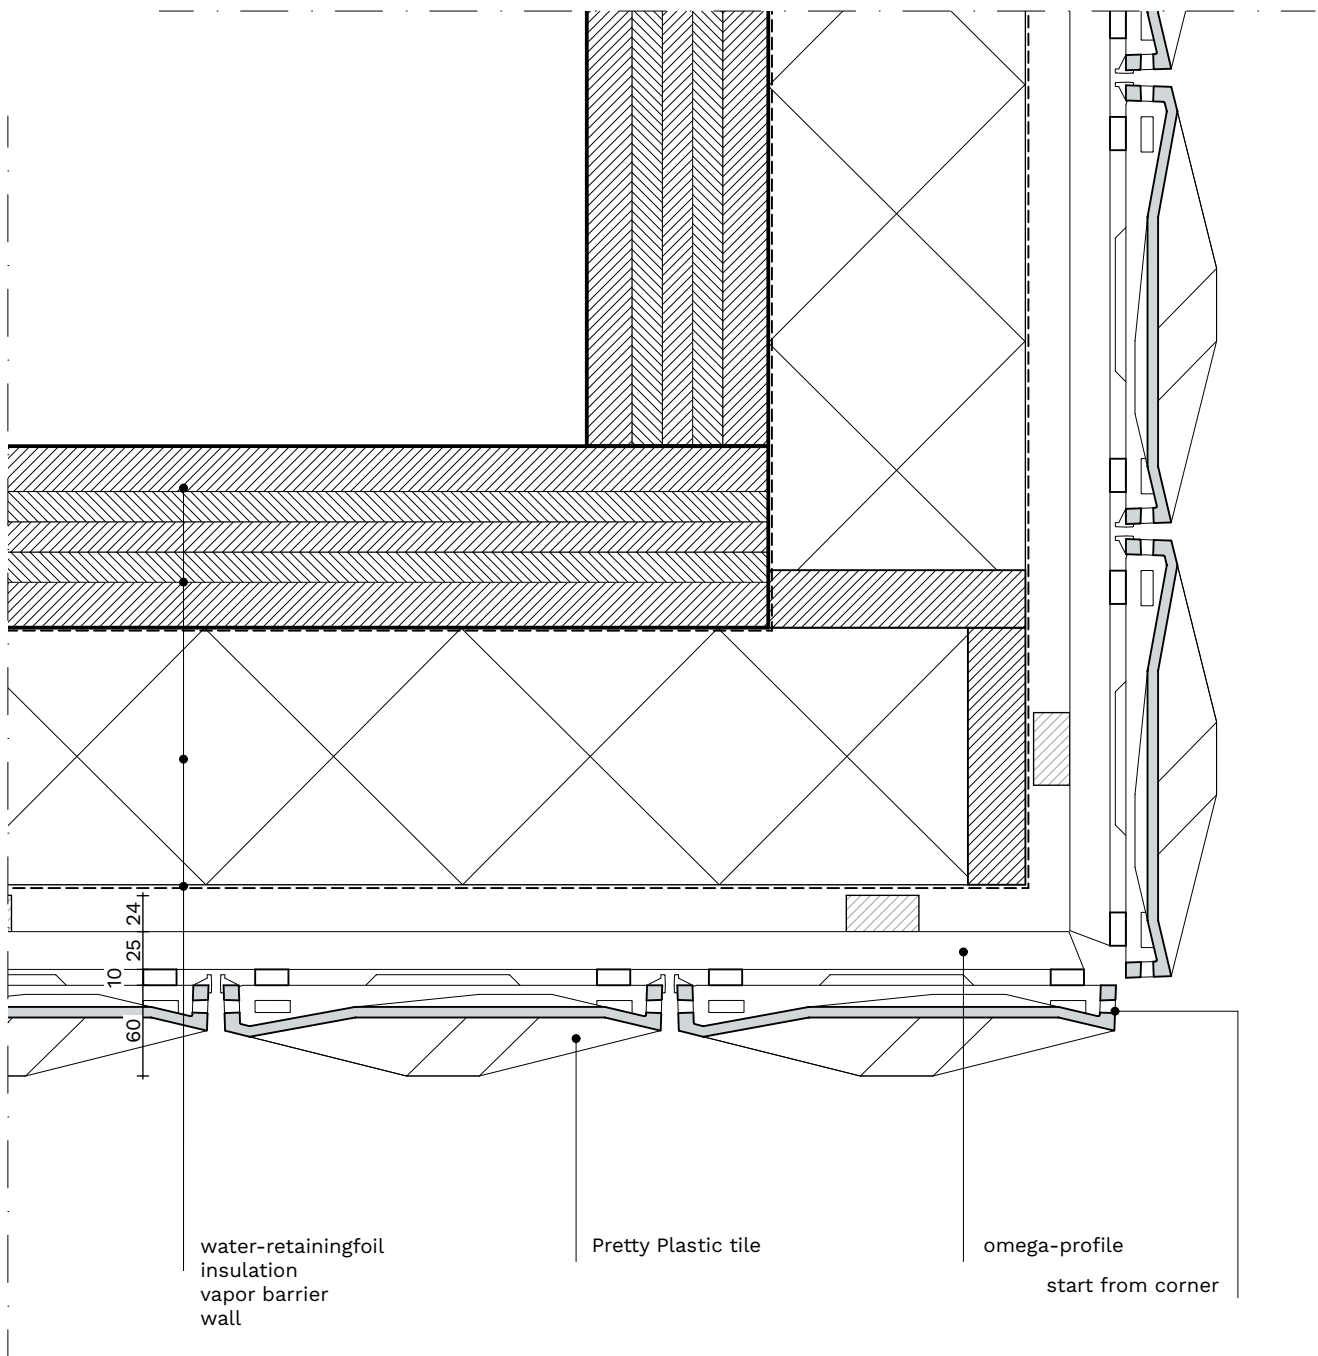 24
25
10
60
water-retainingfoil
insulation
vapor barrier
wall
Pretty Plastic tile
omega-profile
start from corner